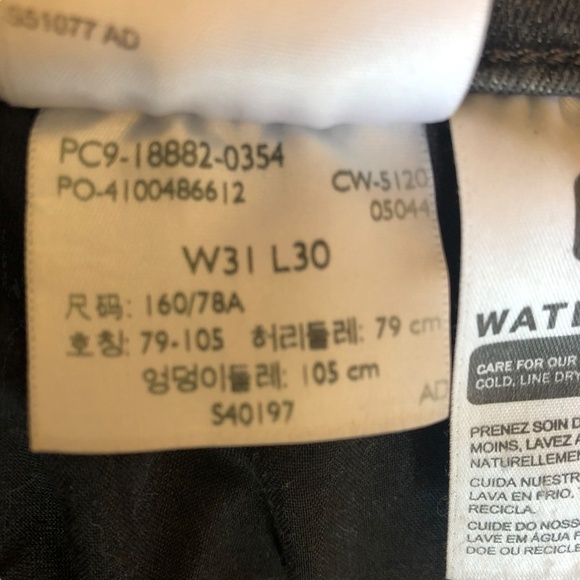 S51077 AD
PC9-18882-0354
PO-4100486612
CW-5120
05044
W31 L30
尺码: 160/78A
호칭: 79-105 허리둘레: 79 cm
엉덩이둘레: 105 cm
S40197
AD
CARE FOR OUR
COLD, LINE DRY
PRENEZ SOIN D
MOINS, LAVEZ A
NATURELLEMEN
CUIDA NUESTR
LAVA EN FRIO,
RECICLA.
CUIDE DO NOSS
LAVE EM ÁGUA F
DOE OU RECICLE